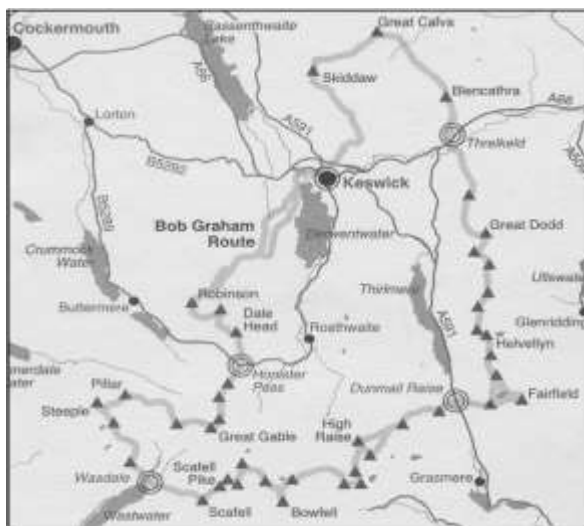 Great Calva
Bassenthwaite
Lake
Cockermouth
Skiddaw
A66
Blencathra
A66
Lorton
A591
Threlkeld
B5292
Keswick
B5289
Bob Graham
Route
Great Dodd
Derwentwater
Crummock
Water
Ullswater
Thirlmere
Robinson
Buttermere
Dale
Head
Rosthwaite
A591
Glenridding
Helvellyn
Honister
Pass
Dunmail Raise
Pillar
Fairfield
Steeple
High
Raise
Great Gable
Wasdale
Scafell
Pike
Grasmere
Scafell
Bowfell
Wastwater